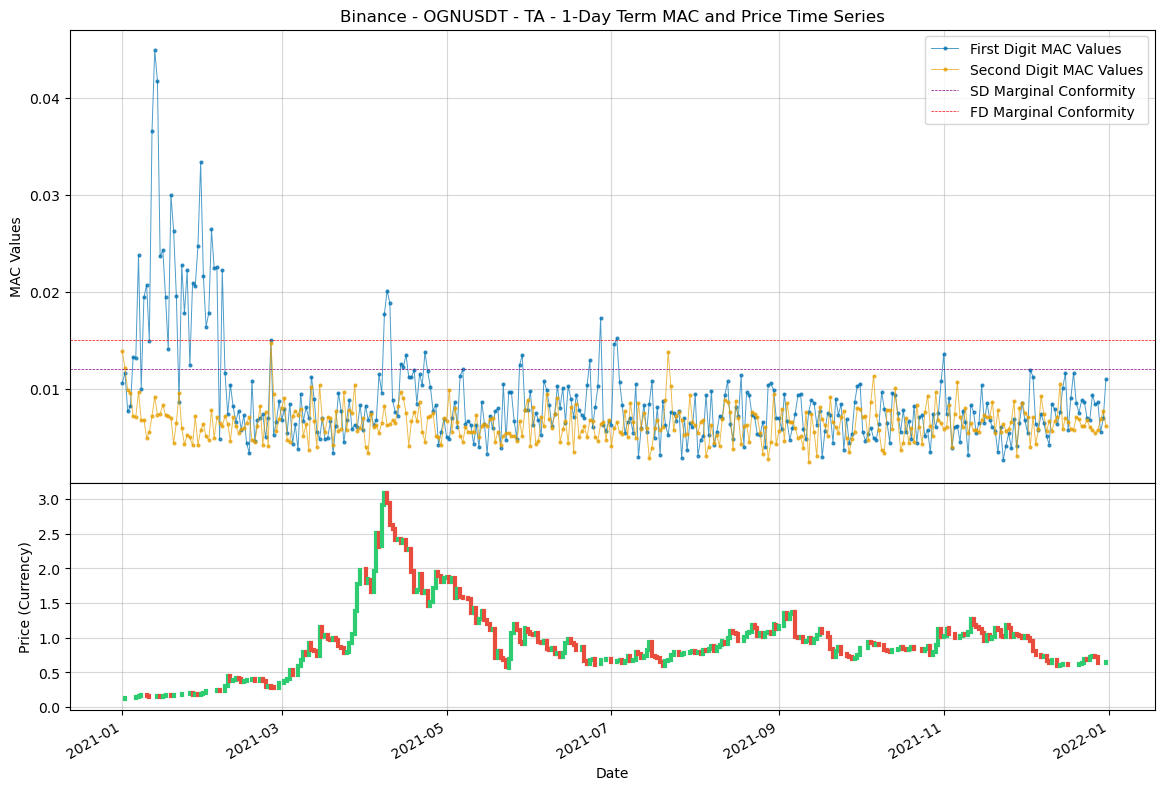 Binance - OGNUSDT - TA - 1-Day Term MAC and Price Time Series
First Digit MAC Values
Second Digit MAC Values
SD Marginal Conformity
FD Marginal Conformity
MAC Values
0.04
0.03
0.02
0.01
Price (Currency)
3.0
2.5
2.0
1.5
1.0
0.5
0.0
2021-01
2021-03
2021-05
2021-07
2021-09
2021-11
2022-01
Date